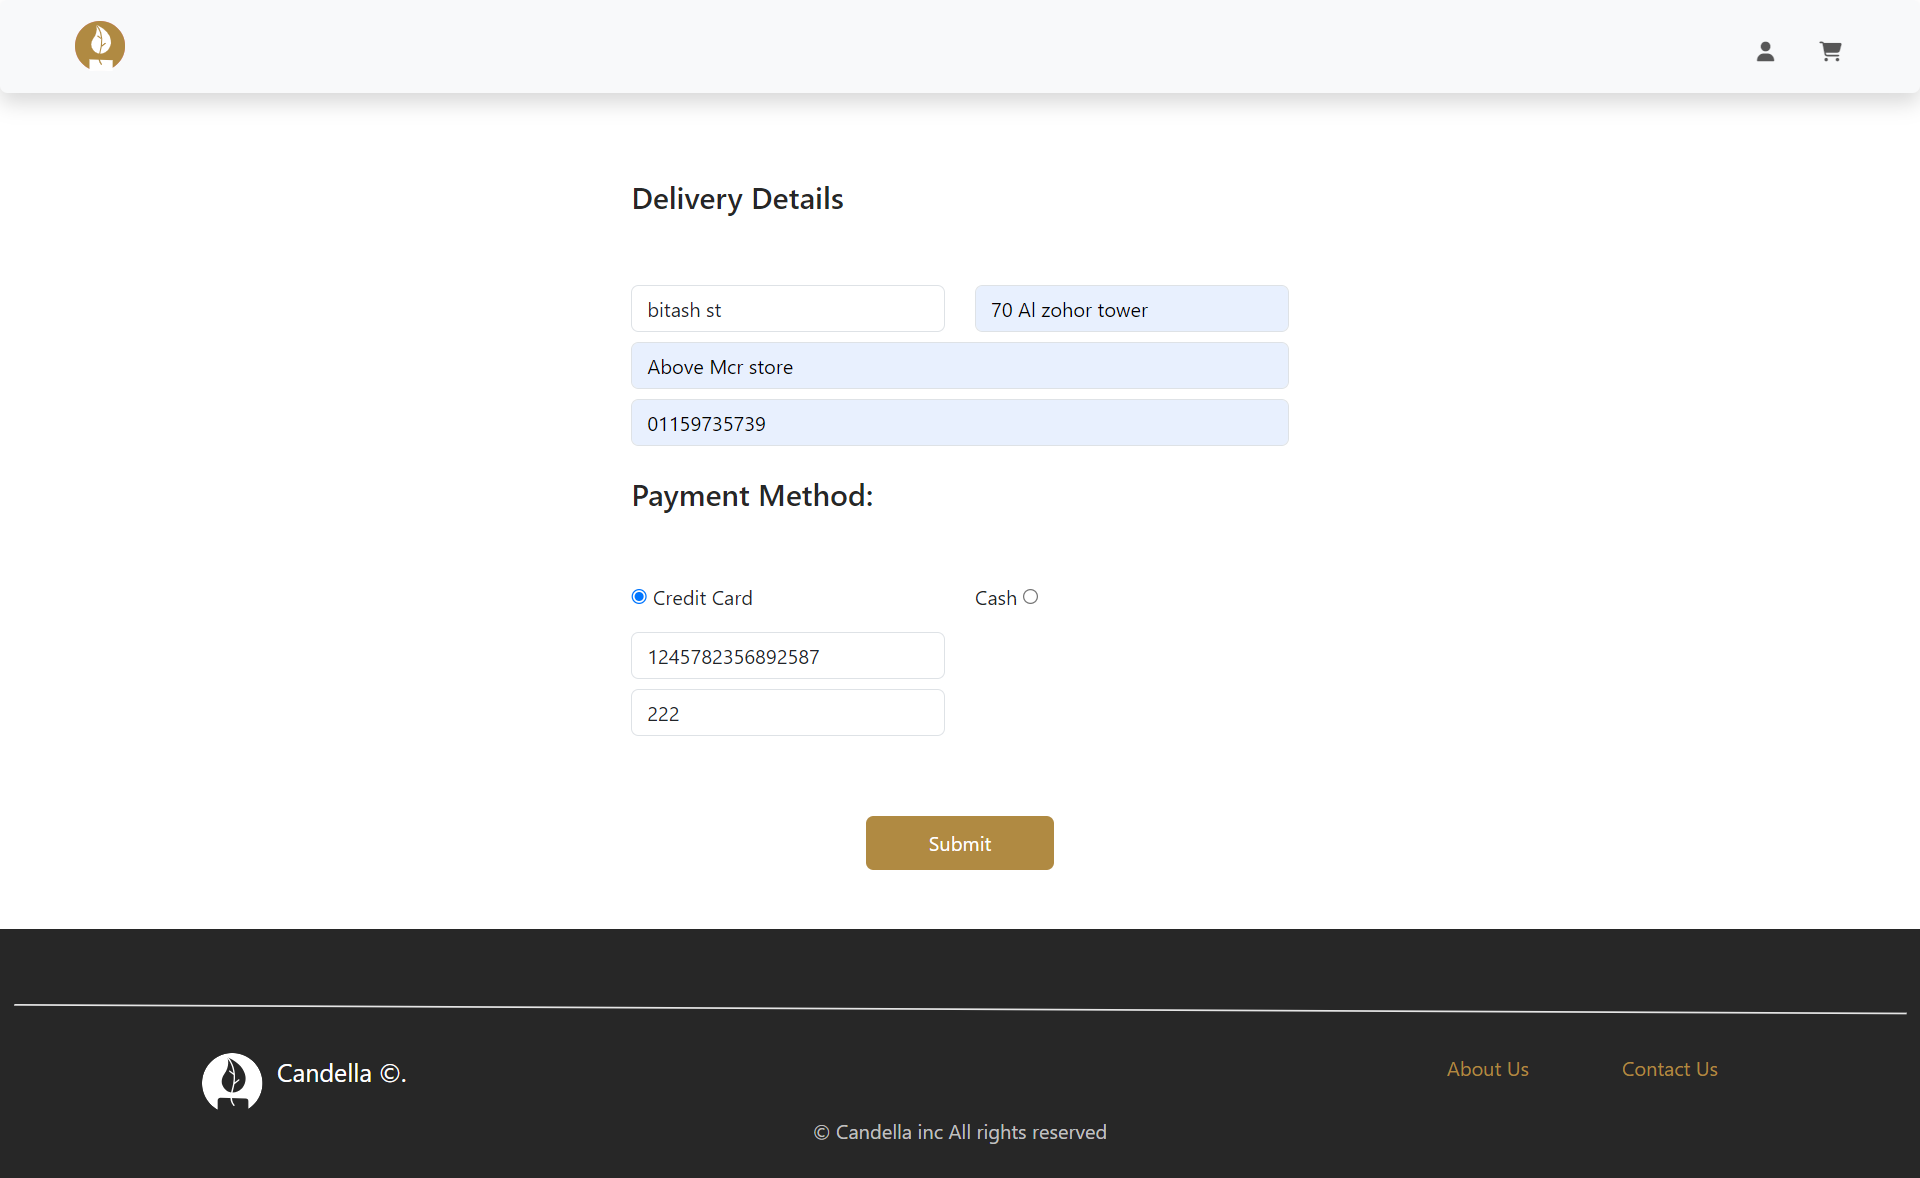 Delivery Details
bitash st
70 Al zohor tower
Above Mcr store
01159735739
Payment Method:
Credit Card
Cash
1245782356892587
222
Submit
Candella ©.
About Us
Contact Us
© Candella inc All rights reserved